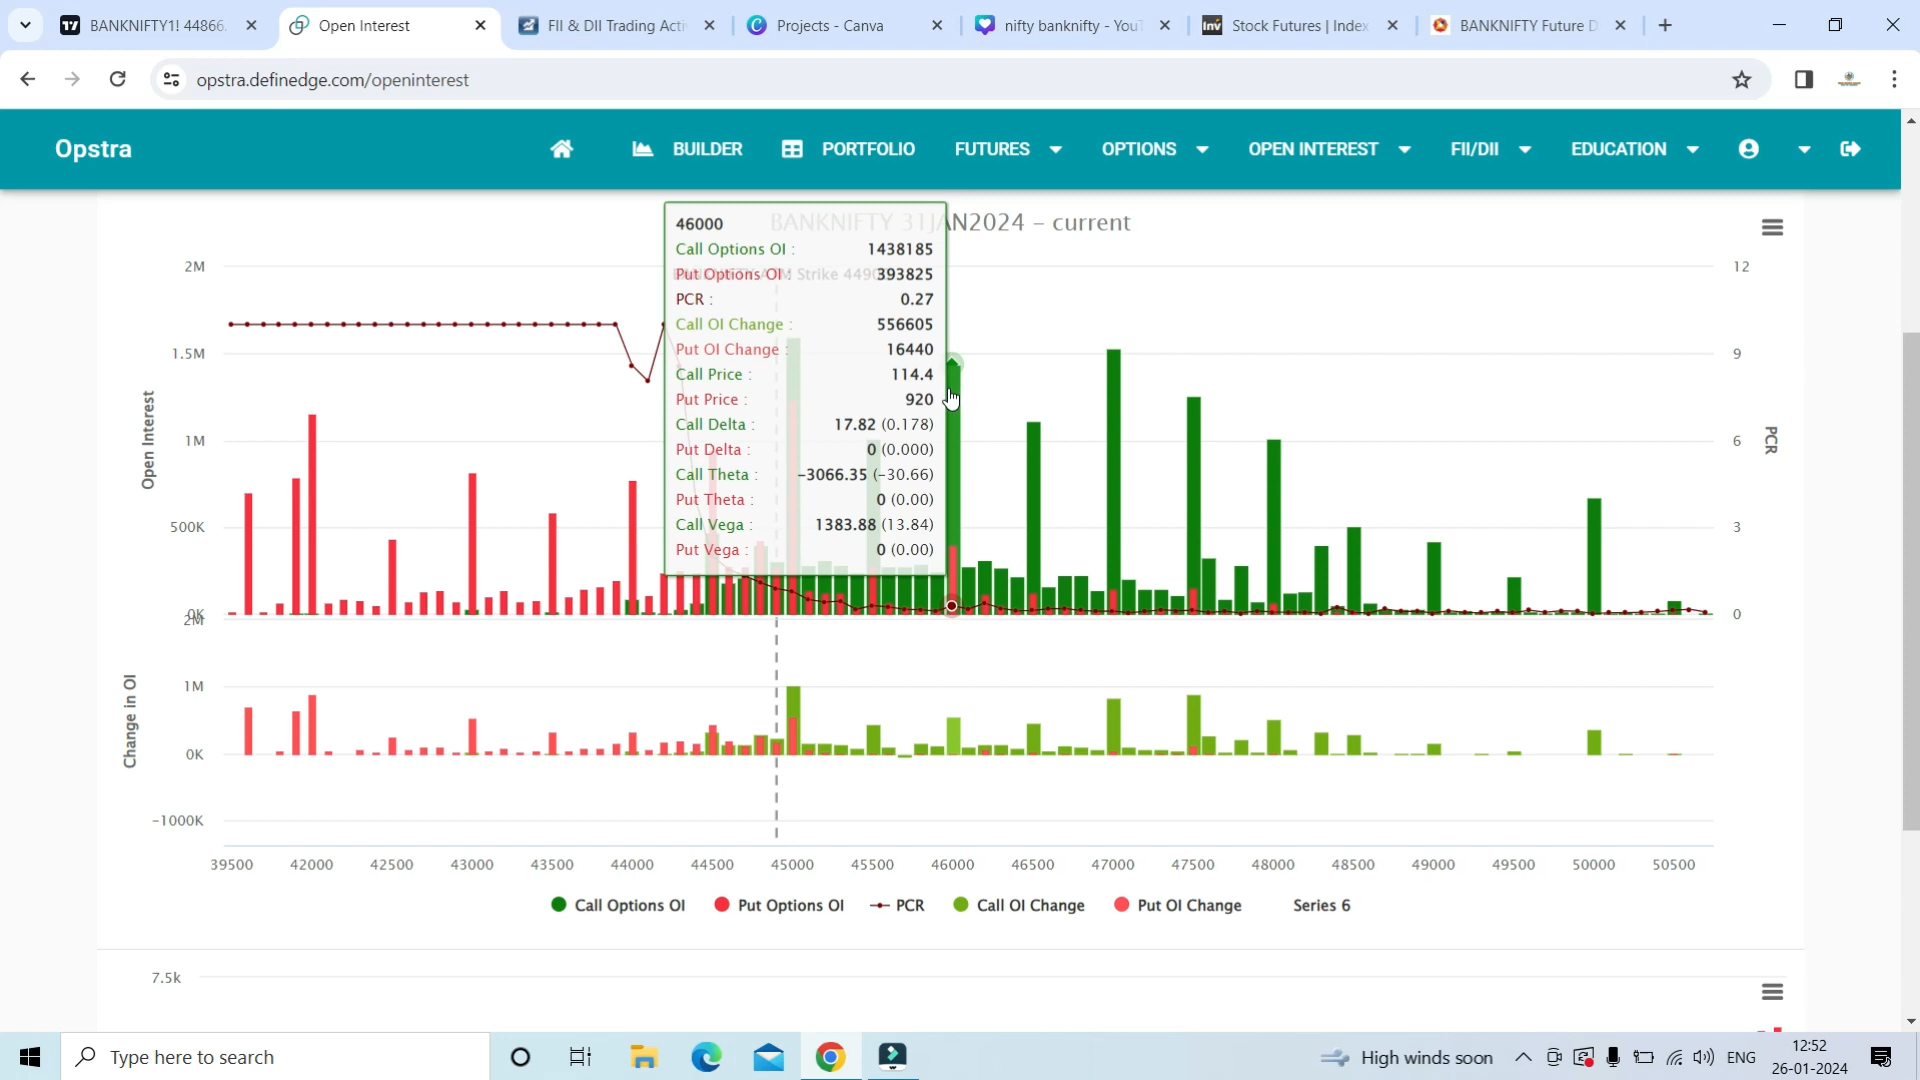 BANKNIFTY1! 44866.
Open Interest
FII & DII Trading Acti
Projects - Canva
nifty banknifty - YouT
Stock Futures | Index
BANKNIFTY Future D
opstra.definedge.com/openinterest
Opstra
BUILDER
PORTFOLIO
FUTURES
OPTIONS
OPEN INTEREST
FII/DII
EDUCATION
BANKNIFTY 31JAN2024 – current
46000
Call Options OI : 1438185
Put Options OI : 393825
PCR : 0.27
Call OI Change : 556605
Put OI Change : 16440
Call Price : 114.4
Put Price : 920
Call Delta : 17.82 (0.178)
Put Delta : 0 (0.000)
Call Theta : -3066.35 (-30.66)
Put Theta : 0 (0.00)
Call Vega : 1383.88 (13.84)
Put Vega : 0 (0.00)
Strike
2M
12
1.5M
9
Open Interest
1M
6
PCR
500K
3
0K
0
2M
Change in OI
1M
0K
-1000K
39500 42000 42500 43000 43500 44000 44500 45000 45500 46000 46500 47000 47500 48000 48500 49000 49500 50000 50500
Call Options OI
Put Options OI
PCR
Call OI Change
Put OI Change
Series 6
7.5k
Type here to search
High winds soon
ENG
12:52
26-01-2024